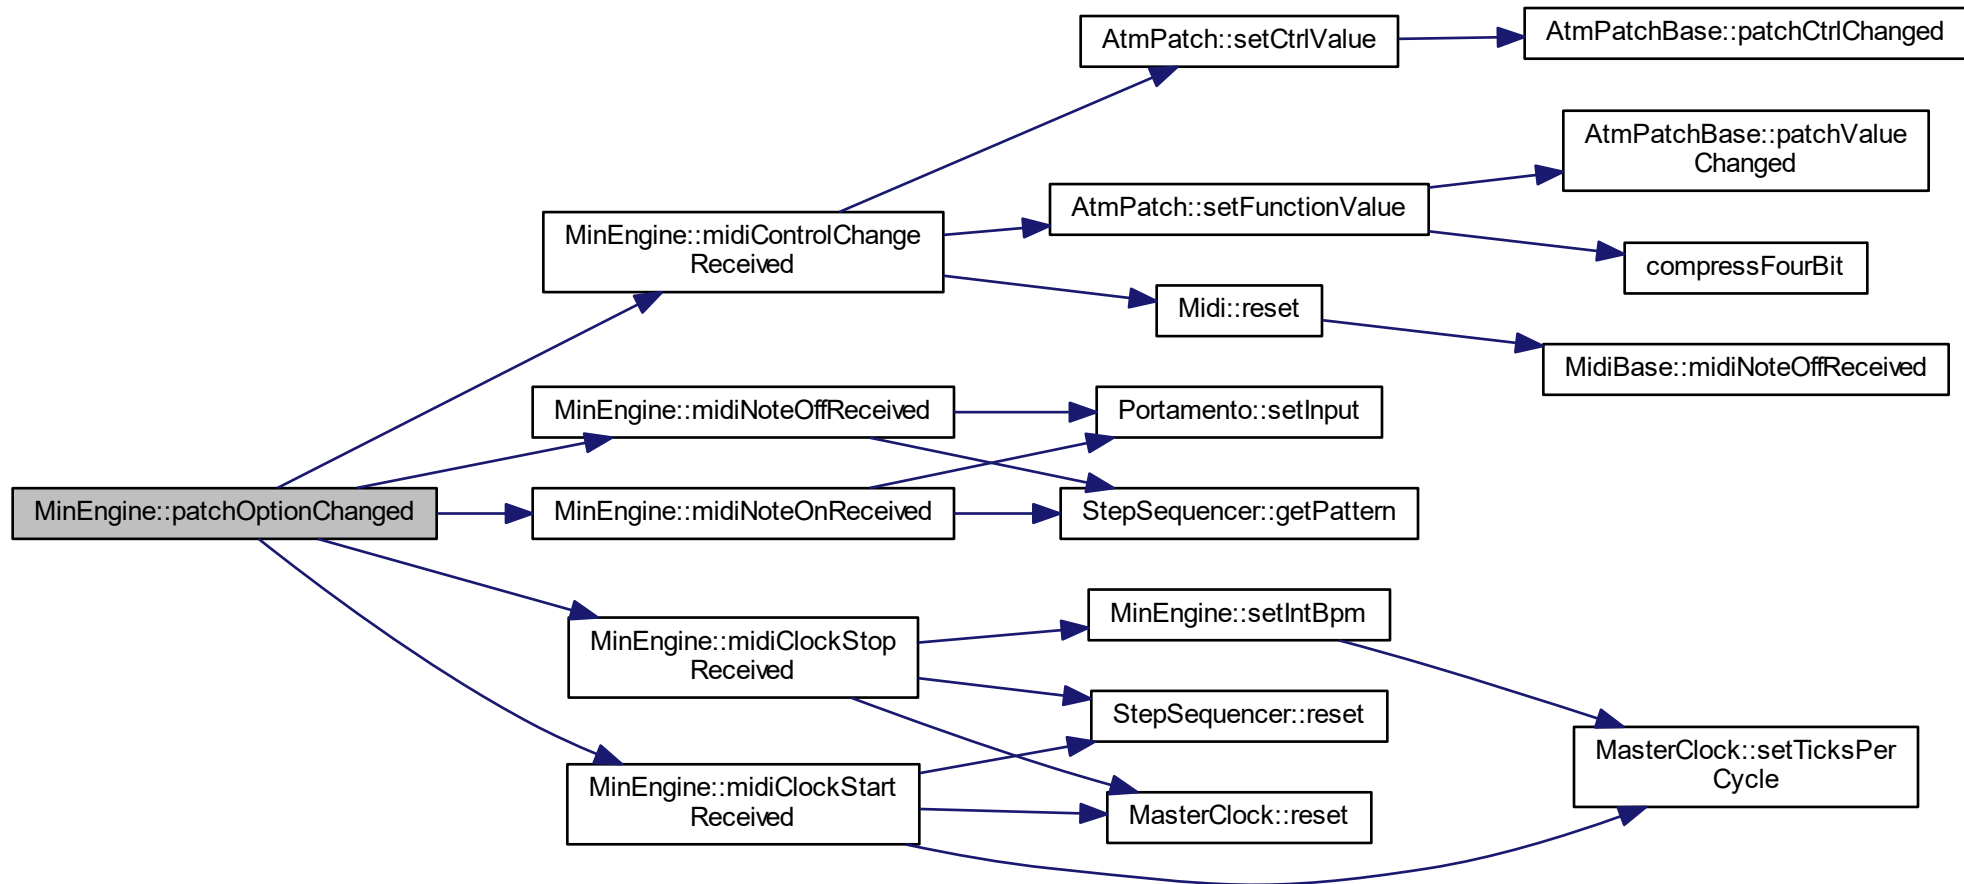 AtmPatchBase::patchCtrlChanged
AtmPatch::setCtrlValue
AtmPatchBase::patchValue
Changed
AtmPatch::setFunctionValue
MinEngine::midiControlChange
Received
compressFourBit
Midi::reset
MidiBase::midiNoteOffReceived
MinEngine::midiNoteOffReceived
Portamento::setInput
MinEngine::patchOptionChanged
MinEngine::midiNoteOnReceived
StepSequencer::getPattern
MinEngine::setIntBpm
MinEngine::midiClockStop
Received
StepSequencer::reset
MasterClock::setTicksPer
Cycle
MinEngine::midiClockStart
Received
MasterClock::reset